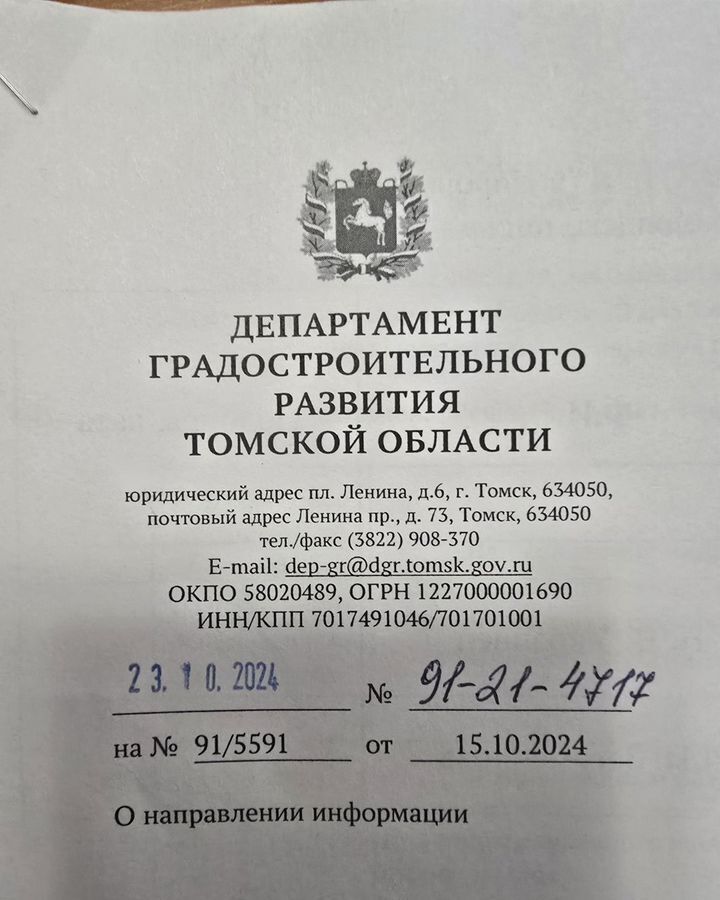 ДЕПАРТАМЕНТ
ГРАДОСТРОИТЕЛЬНОГО
РАЗВИТИЯ
ТОМСКОЙ ОБЛАСТИ
юридический адрес пл. Ленина, д.6, г. Томск, 634050,
почтовый адрес Ленина пр., д. 73, Томск, 634050
тел./факс (3822) 908-370
E-mail: dep-gr@dgr.tomsk.gov.ru
ОКПО 58020489, ОГРН 1227000001690
ИНН/КПП 7017491046/701701001
23.10.2024 № 91-21-4717
на № 91/5591 от 15.10.2024
О направлении информации